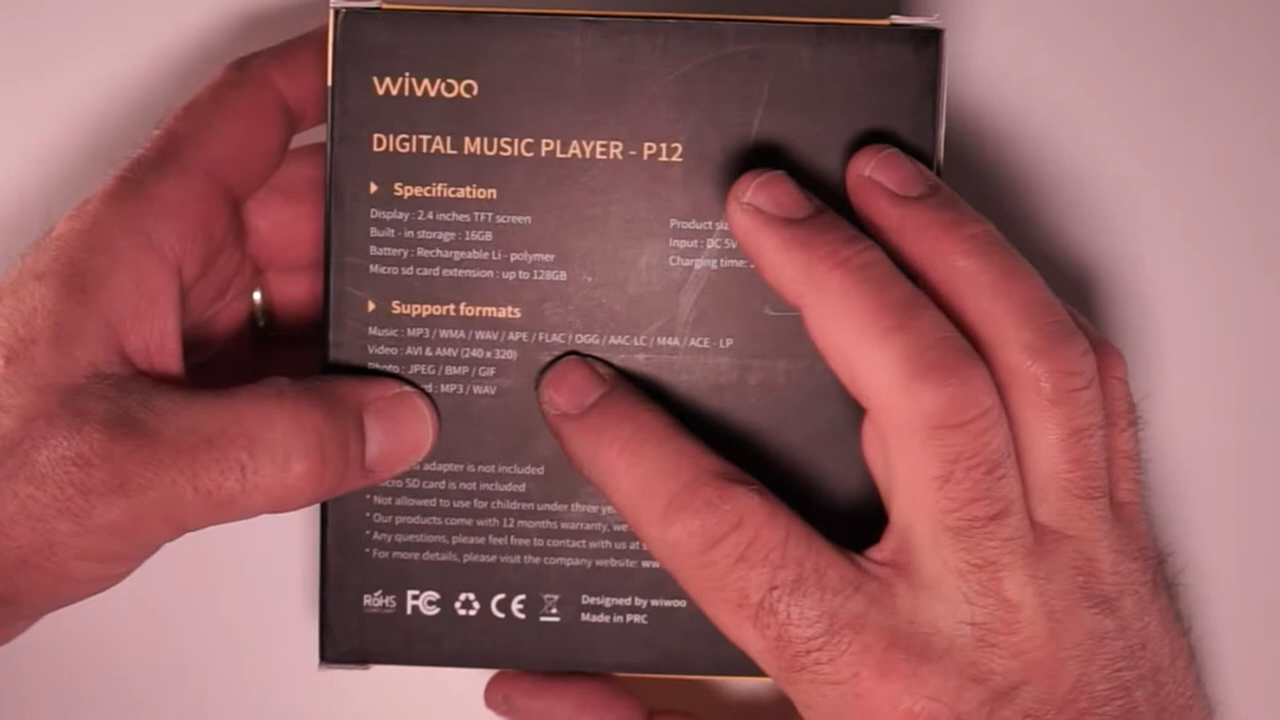 wiwoo
DIGITAL MUSIC PLAYER - P12
Specification
Display : 2.4 inches TFT screen
Built - in storage : 16GB
Battery : Rechargeable Li - polymer
Micro sd card extension : up to 128GB
Product
Input : DC 5V
Charging time:
Support formats
Music : MP3 / WMA / WAV / APE / FLAC / OGG / AAC-LC / M4A / ACE - LP
Video : AVI & AMV (240 x 320)
Photo : JPEG / BMP / GIF
: MP3 / WAV
adapter is not included
SD card is not included
* Not allowed to use for children under three
* Our products come with 12 months warranty, we
* Any questions, please feel free to contact with us at
* For more details, please visit the company website:
RoHS
FC CE
Designed by wiwoo
Made in PRC